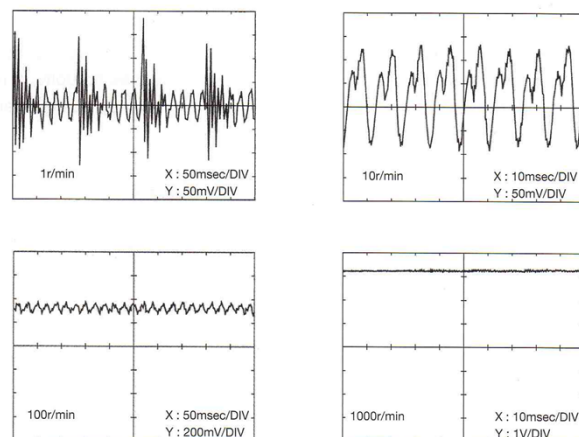 1r/min
X : 50msec/DIV
Y : 50mV/DIV
10r/min
X : 10msec/DIV
Y : 50mV/DIV
100r/min
X : 50msec/DIV
Y : 200mV/DIV
1000r/min
X : 10msec/DIV
Y : 1V/DIV